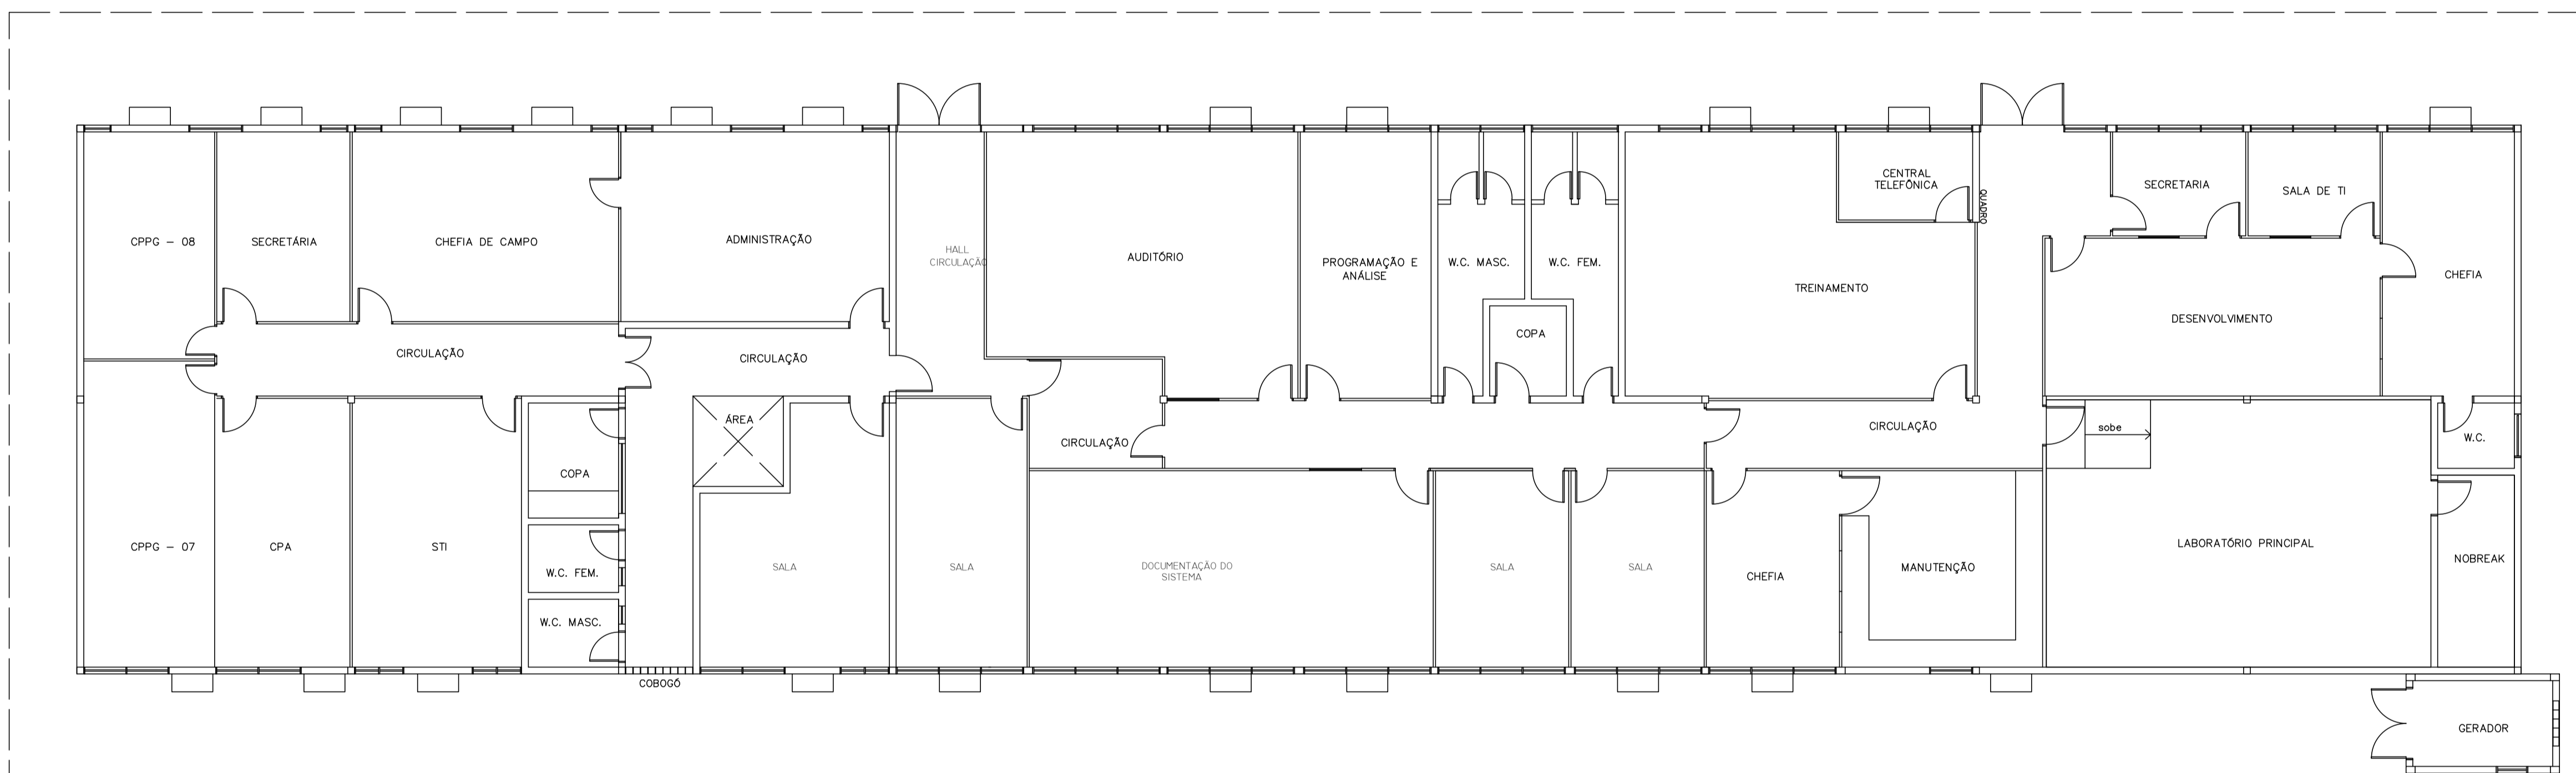 CPPG - 08
SECRETÁRIA
CHEFIA DE CAMPO
ADMINISTRAÇÃO
HALL
CIRCULAÇÃO
AUDITÓRIO
PROGRAMAÇÃO E
ANÁLISE
W.C. MASC.
W.C. FEM.
COPA
TREINAMENTO
CENTRAL
TELEFÔNICA
QUADRO
SECRETARIA
SALA DE TI
DESENVOLVIMENTO
CHEFIA
CIRCULAÇÃO
CIRCULAÇÃO
CIRCULAÇÃO
CIRCULAÇÃO
ÁREA
sobe
W.C.
CPPG - 07
CPA
STI
COPA
W.C. FEM.
W.C. MASC.
SALA
SALA
DOCUMENTAÇÃO DO
SISTEMA
SALA
SALA
CHEFIA
MANUTENÇÃO
LABORATÓRIO PRINCIPAL
NOBREAK
COBOGÓ
GERADOR